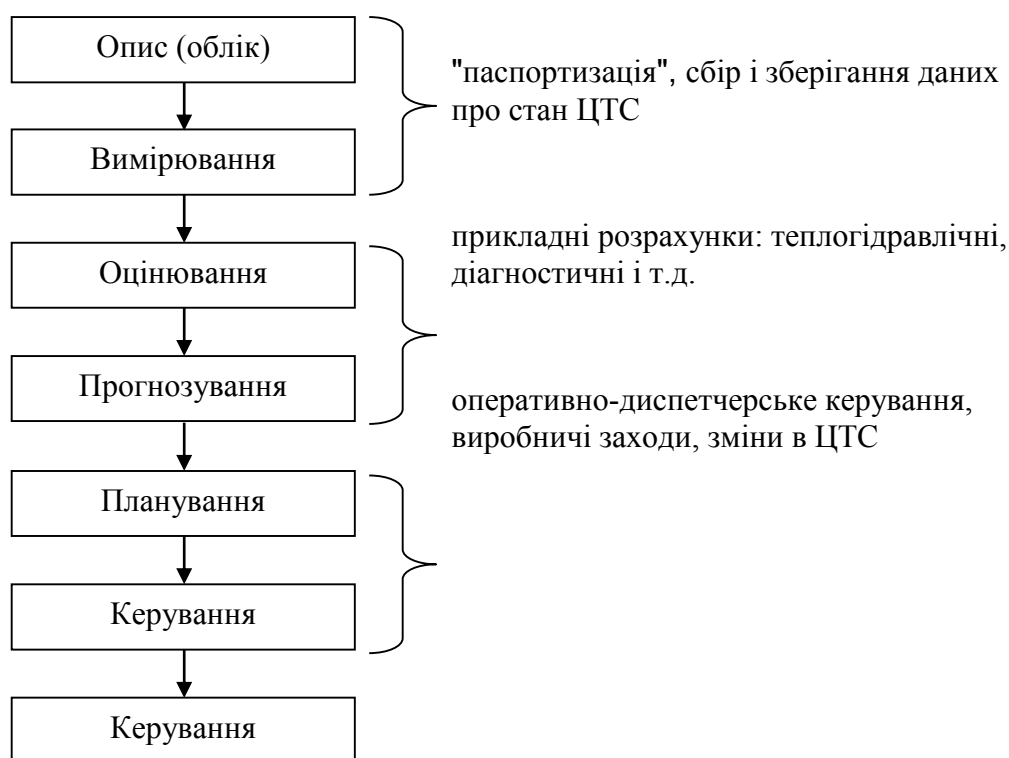 Опис (облік)
"паспортизація", сбір і зберігання даних
про стан ЦТС
Вимірювання
прикладні розрахунки: теплогідравлічні,
діагностичні і т.д.
Оцінювання
Прогнозування
оперативно-диспетчерське керування,
виробничі заходи, зміни в ЦТС
Планування
Керування
Керування